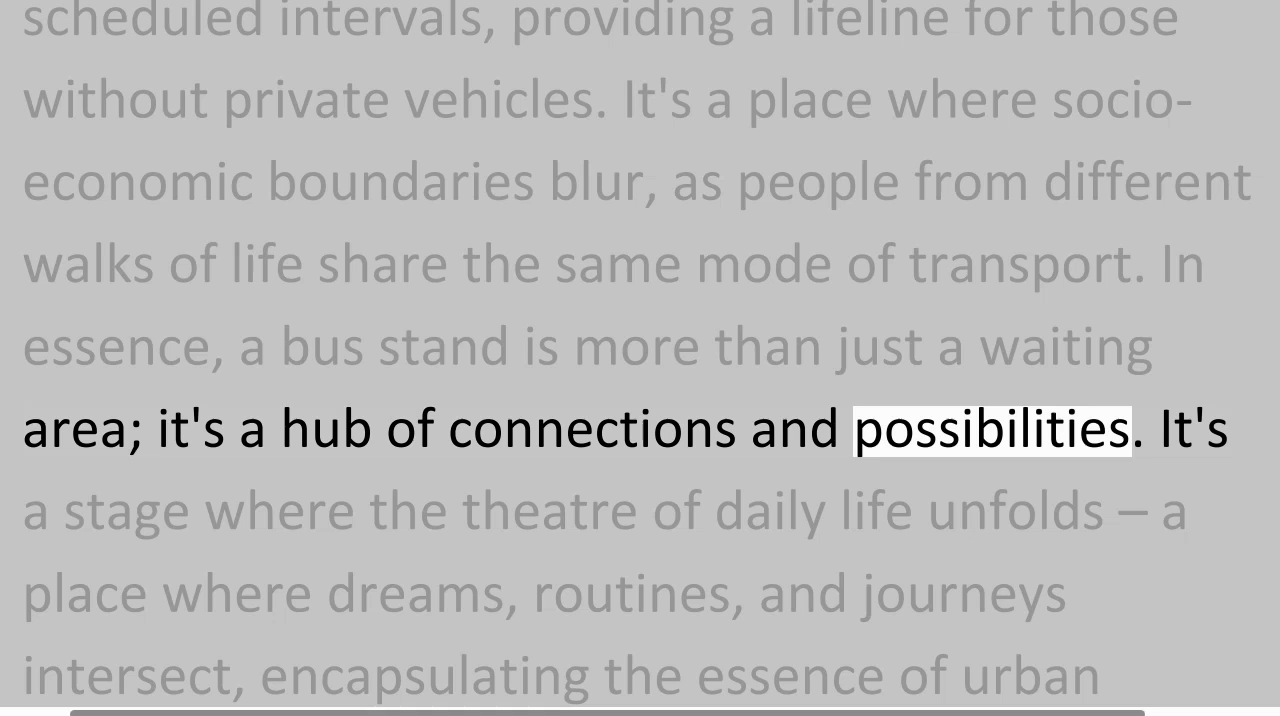 scheduled intervals, providing a lifeline for those
without private vehicles. It's a place where socio-
economic boundaries blur, as people from different
walks of life share the same mode of transport. In
essence, a bus stand is more than just a waiting
area; it's a hub of connections and possibilities. It's
a stage where the theatre of daily life unfolds – a
place where dreams, routines, and journeys
intersect, encapsulating the essence of urban